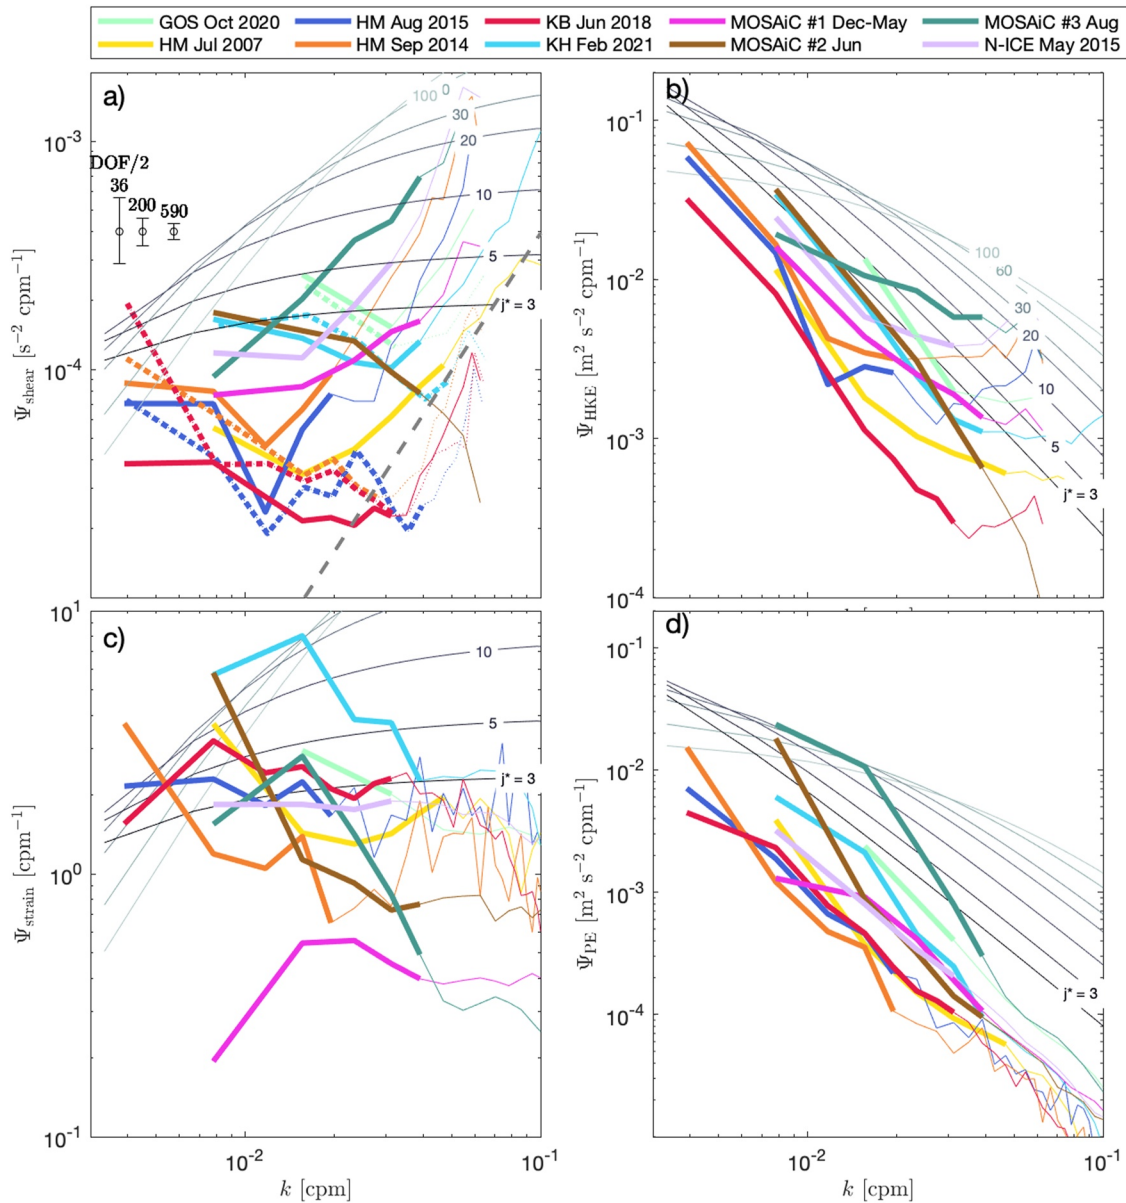 GOS Oct 2020 HM Aug 2015 KB Jun 2018 MOSAiC #1 Dec-May MOSAiC #3 Aug
HM Jul 2007 HM Sep 2014 KH Feb 2021 MOSAiC #2 Jun N-ICE May 2015
a)
100 0
30
20
10
5
j* = 3
DOF/2
36
200
590
10⁻³
10⁻⁴
Ψshear [s⁻² cpm⁻¹]
b)
10⁻¹
10⁻²
10⁻³
10⁻⁴
ΨHKE [m² s⁻² cpm⁻¹]
100
60
30
20
10
5
j* = 3
c)
10¹
10⁰
10⁻¹
Ψstrain [cpm⁻¹]
10
5
j* = 3
10⁻²
10⁻¹
k [cpm]
d)
10⁻¹
10⁻²
10⁻³
10⁻⁴
ΨPE [m² s⁻² cpm⁻¹]
j* = 3
10⁻²
10⁻¹
k [cpm]